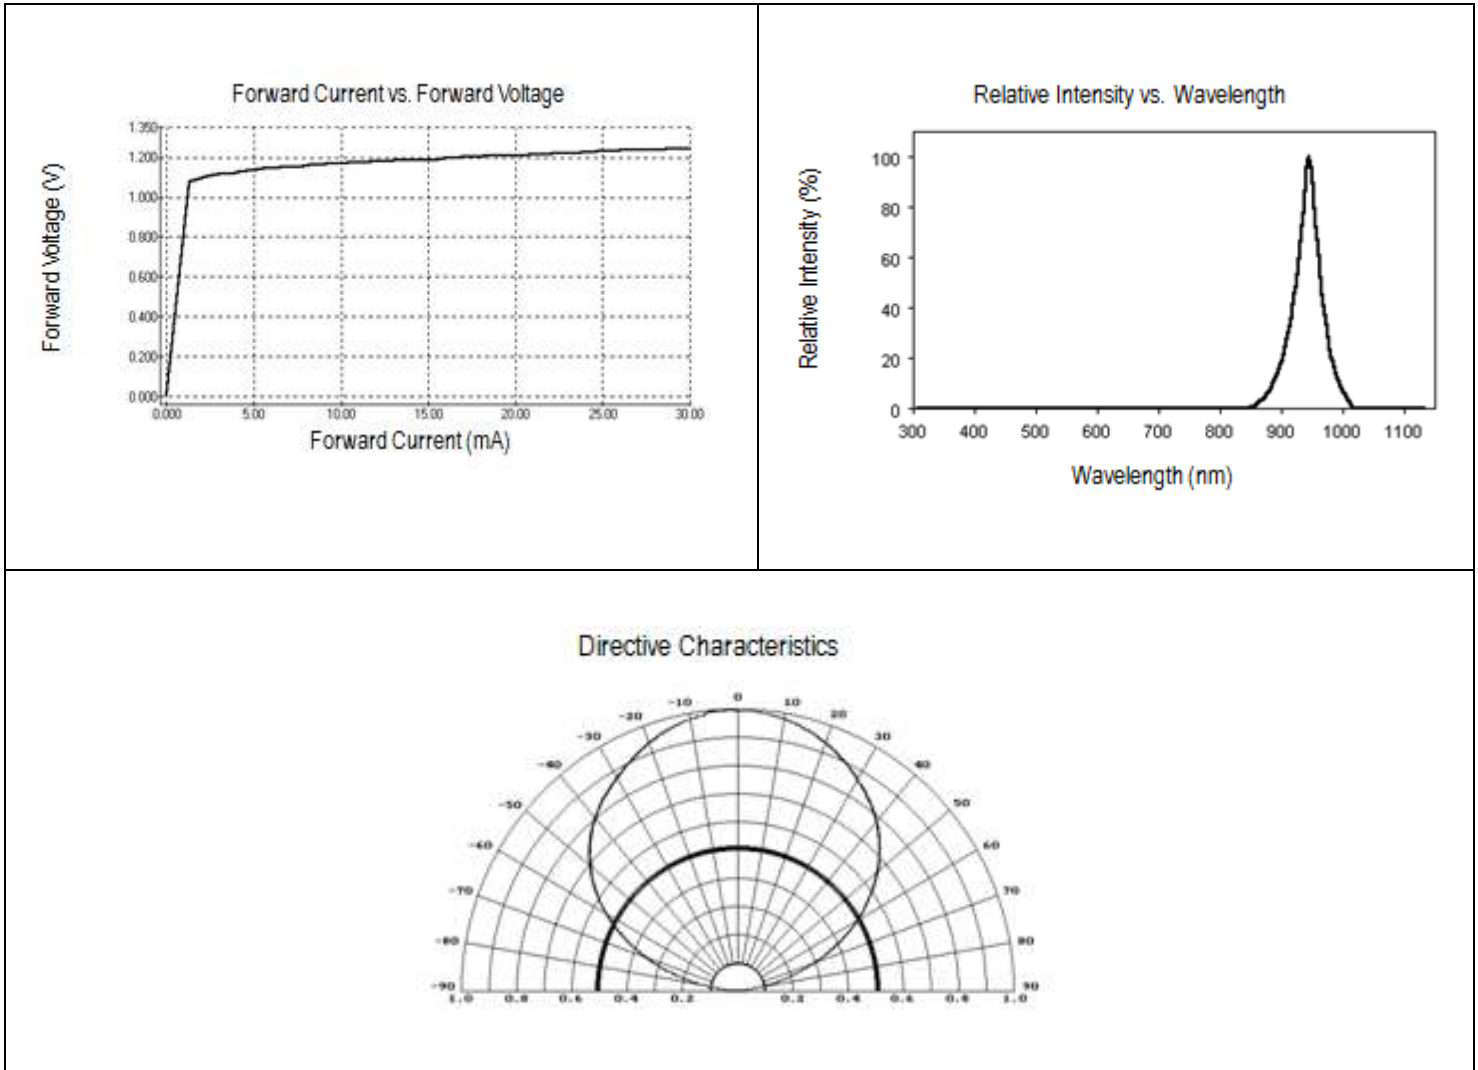 Forward Current vs. Forward Voltage
1.350
1.200
1.000
0.800
0.600
0.400
0.200
0.000
Forward Voltage (V)
0.000 5.00 10.00 15.00 20.00 25.00 30.00
Forward Current (mA)
Relative Intensity vs. Wavelength
100
80
60
40
20
0
Relative Intensity (%)
300 400 500 600 700 800 900 1000 1100
Wavelength (nm)
Directive Characteristics
0
-10 10
-20 20
-30 30
-40 40
-50 50
-60 60
-70 70
-80 80
-90 90
1.0 0.8 0.6 0.4 0.2 0.2 0.4 0.6 0.8 1.0